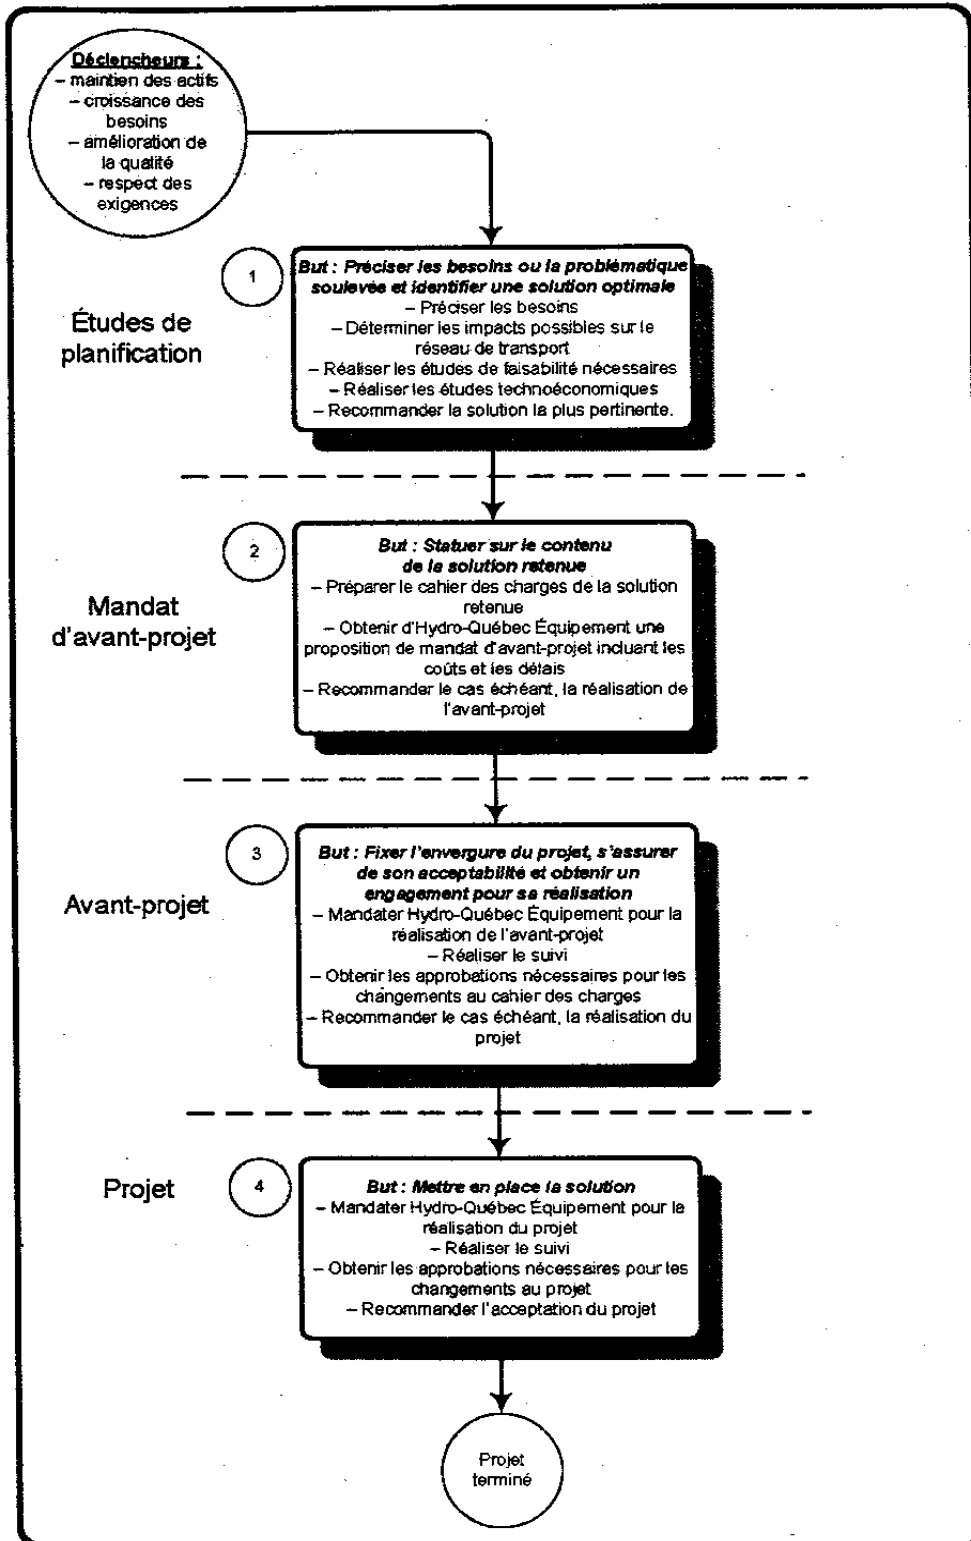 Déclencheurs :
– maintien des actifs
– croissance des
besoins
– amélioration de
la qualité
– respect des
exigences
1
Études de
planification
But : Préciser les besoins ou la problématique
soulevée et identifier une solution optimale
– Préciser les besoins
– Déterminer les impacts possibles sur le
réseau de transport
– Réaliser les études de faisabilité nécessaires
– Réaliser les études technoéconomiques
– Recommander la solution la plus pertinente.
2
Mandat
d'avant-projet
But : Statuer sur le contenu
de la solution retenue
– Préparer le cahier des charges de la solution
retenue
– Obtenir d'Hydro-Québec Équipement une
proposition de mandat d'avant-projet incluant les
coûts et les délais
– Recommander le cas échéant, la réalisation de
l'avant-projet
3
Avant-projet
But : Fixer l'envergure du projet, s'assurer
de son acceptabilité et obtenir un
engagement pour sa réalisation
– Mandater Hydro-Québec Équipement pour la
réalisation de l'avant-projet
– Réaliser le suivi
– Obtenir les approbations nécessaires pour les
changements au cahier des charges
– Recommander le cas échéant, la réalisation du
projet
4
Projet
But : Mettre en place la solution
– Mandater Hydro-Québec Équipement pour la
réalisation du projet
– Réaliser le suivi
– Obtenir les approbations nécessaires pour les
changements au projet
– Recommander l'acceptation du projet
Projet
terminé